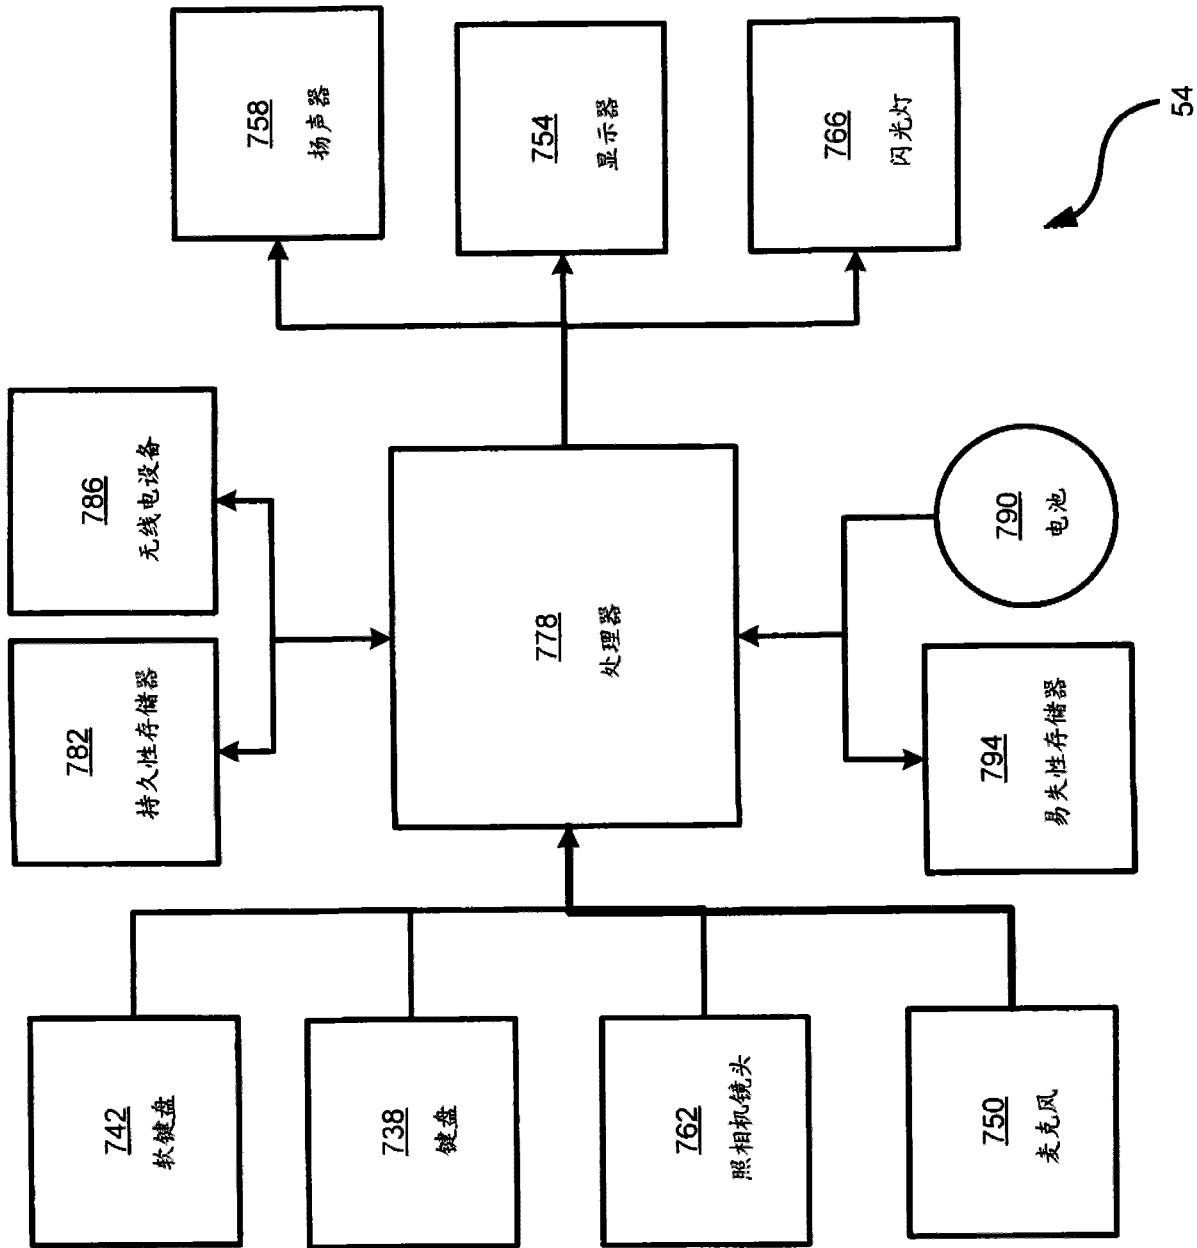 742
软键盘
738
键盘
762
照相机镜头
750
麦克风
782
持久性存储器
786
无线电设备
778
处理器
794
易失性存储器
790
电池
758
扬声器
754
显示器
766
闪光灯
54